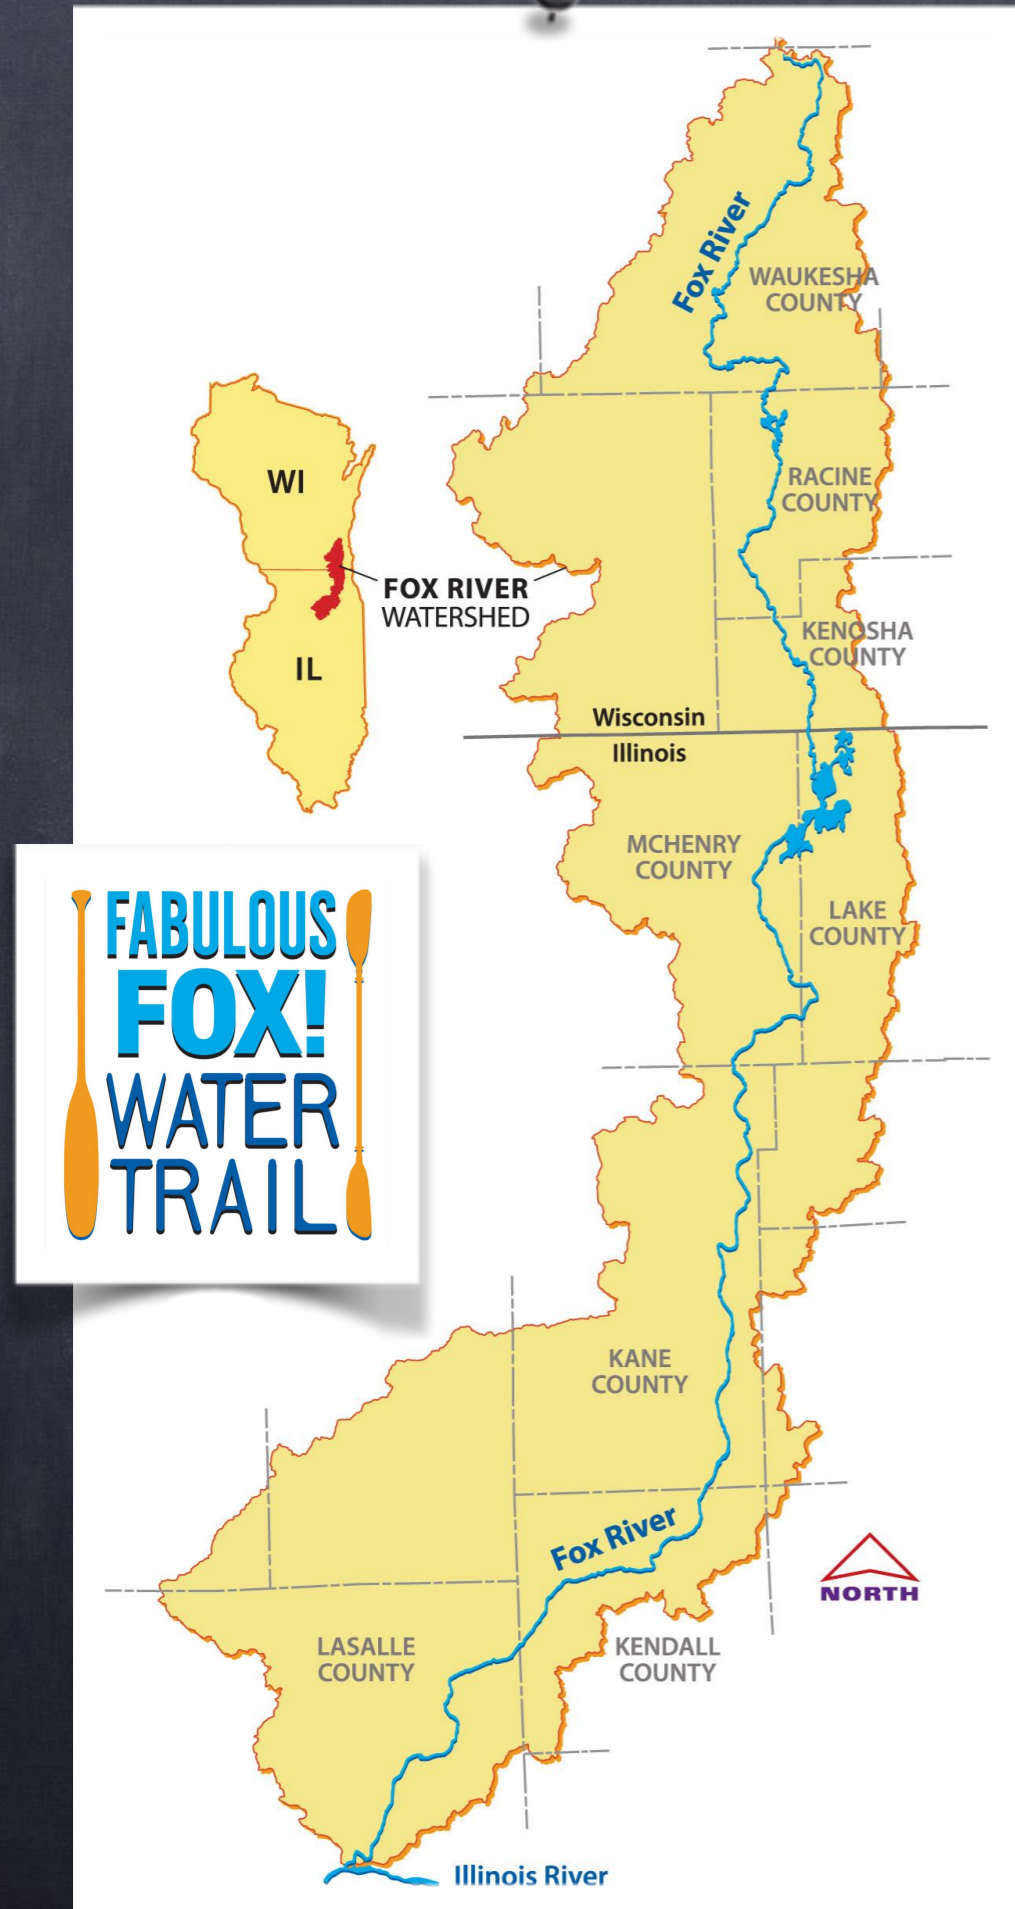 Fox River
WAUKESHA
COUNTY
WI
RACINE
COUNTY
FOX RIVER
WATERSHED
KENOSHA
COUNTY
IL
Wisconsin
Illinois
MCHENRY
COUNTY
LAKE
COUNTY
FABULOUS
FOX!
WATER
TRAIL
KANE
COUNTY
Fox River
NORTH
LASALLE
COUNTY
KENDALL
COUNTY
Illinois River